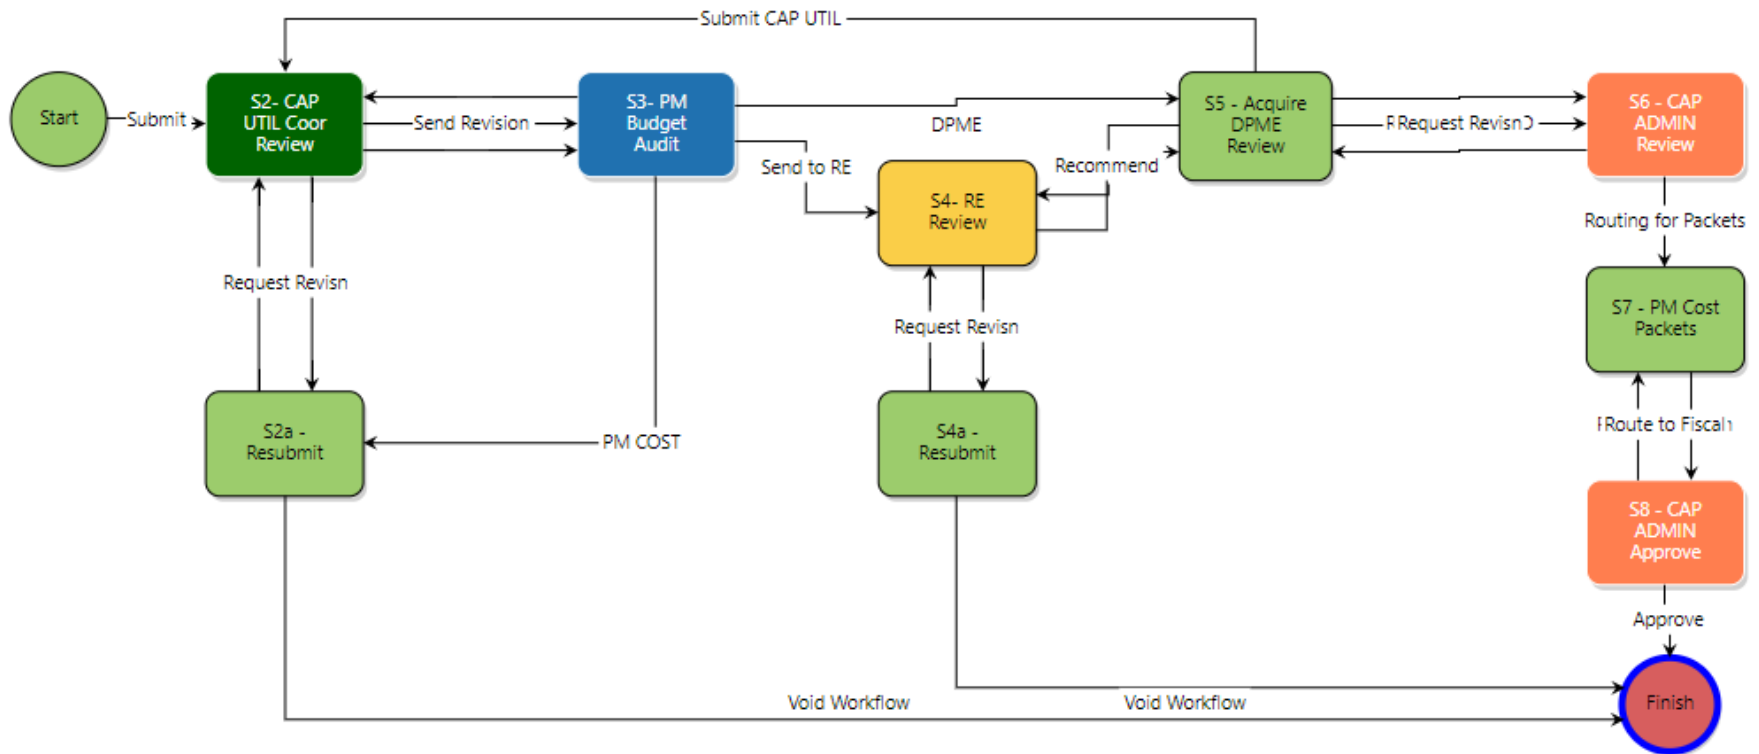 Submit CAP UTIL
Start
Submit
S2- CAP
UTIL Coor
Review
Send Revision
S3- PM
Budget
Audit
DPME
Send to RE
S4- RE
Review
Recommend
S5 - Acquire
DPME
Review
Request Revisn
S6 - CAP
ADMIN
Review
Routing for Packets
S7 - PM Cost
Packets
Request Revisn
Request Revisn
S2a -
Resubmit
PM COST
S4a -
Resubmit
Route to Fiscal
S8 - CAP
ADMIN
Approve
Approve
Void Workflow
Void Workflow
Finish